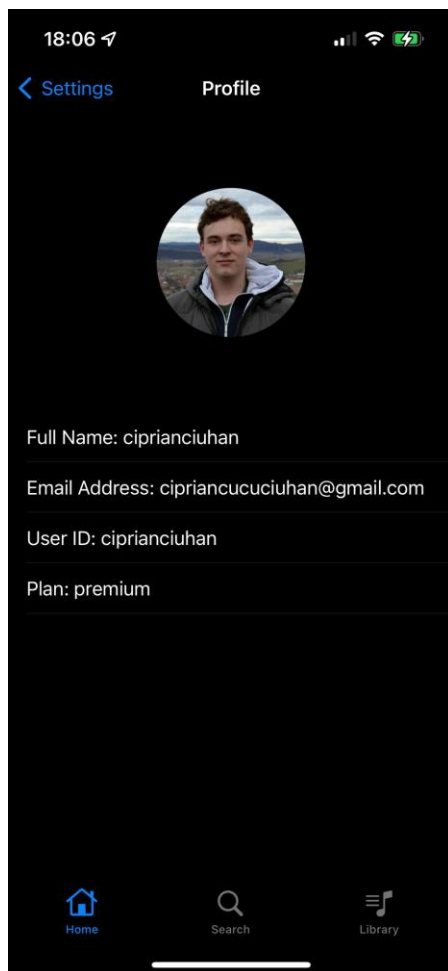 18:06
Settings
Profile
Full Name: ciprianciuhan
Email Address: cipriancucuciuhan@gmail.com
User ID: ciprianciuhan
Plan: premium
Home
Search
Library